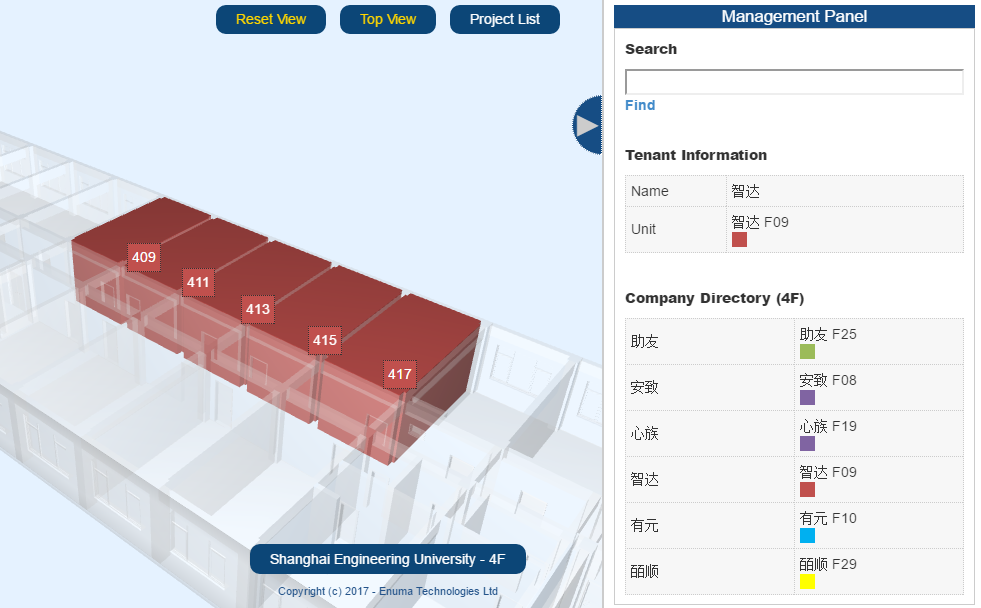 Reset View
Top View
Project List
409
411
413
415
417
Shanghai Engineering University - 4F
Copyright (c) 2017 - Enuma Technologies Ltd
Management Panel
Search
Find
Tenant Information
Name 智达
Unit 智达 F09
Company Directory (4F)
助友 助友 F25
安致 安致 F08
心族 心族 F19
智达 智达 F09
有元 有元 F10
皕顺 皕顺 F29